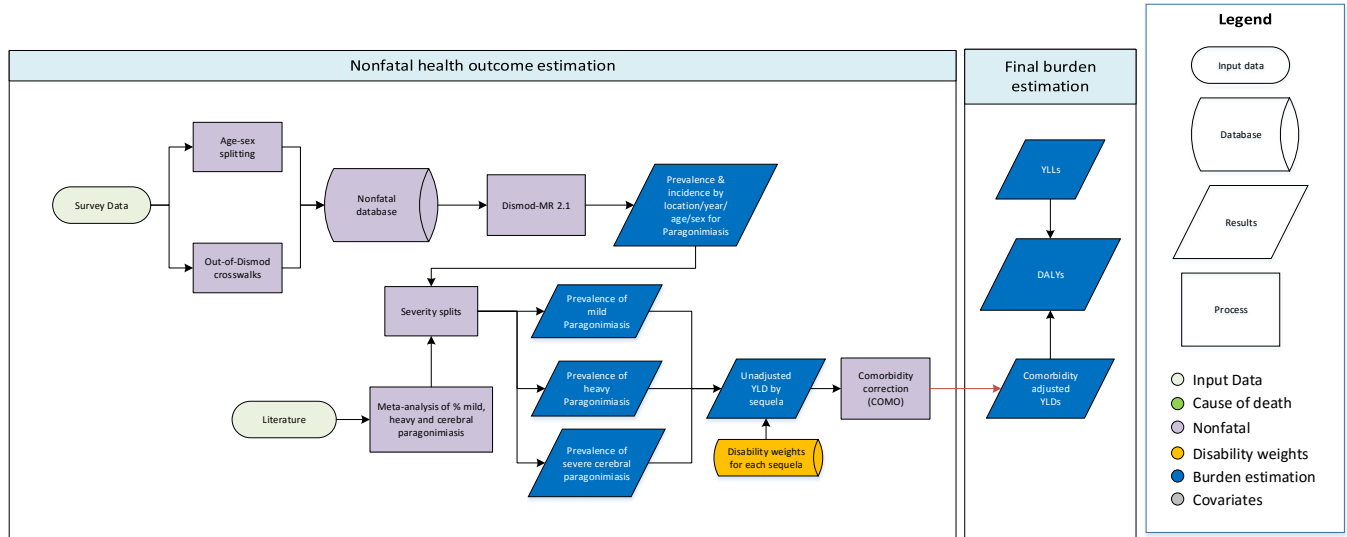 Nonfatal health outcome estimation
Age-sex
splitting
Survey Data
Out-of-Dismod
crosswalks
Nonfatal
database
Dismod-MR 2.1
Prevalence &
incidence by
location/year/
age/sex for
Paragonimiasis
Severity splits
Literature
Meta-analysis of % mild,
heavy and cerebral
paragonimiasis
Prevalence of
mild
Paragonimiasis
Prevalence of
heavy
Paragonimiasis
Prevalence of
severe cerebral
paragonimiasis
Unadjusted
YLD by
sequela
Disability weights
for each sequela
Comorbidity
correction
(COMO)
Final burden
estimation
YLLs
DALYs
Comorbidity
adjusted
YLDs
Legend
Input data
Database
Results
Process
Input Data
Cause of death
Nonfatal
Disability weights
Burden estimation
Covariates